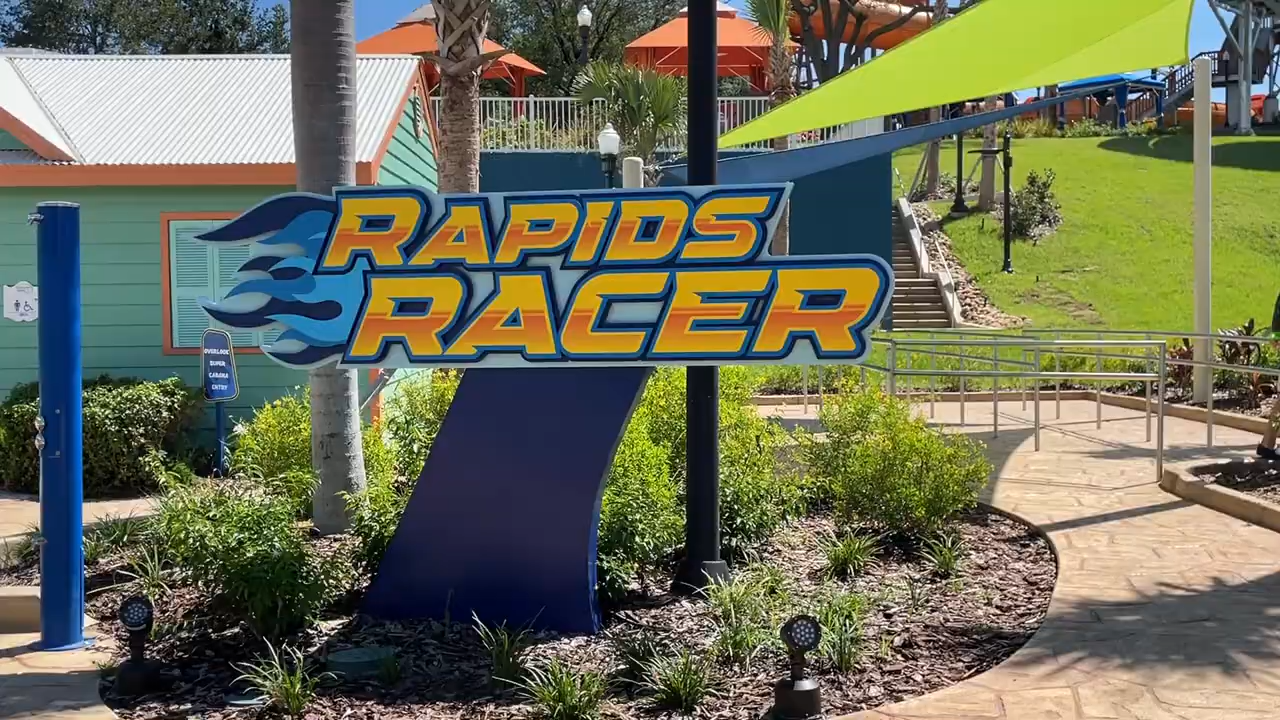 RAPIDS
RACER
OVERLOOK
SUPER
CABANA
ENTRY